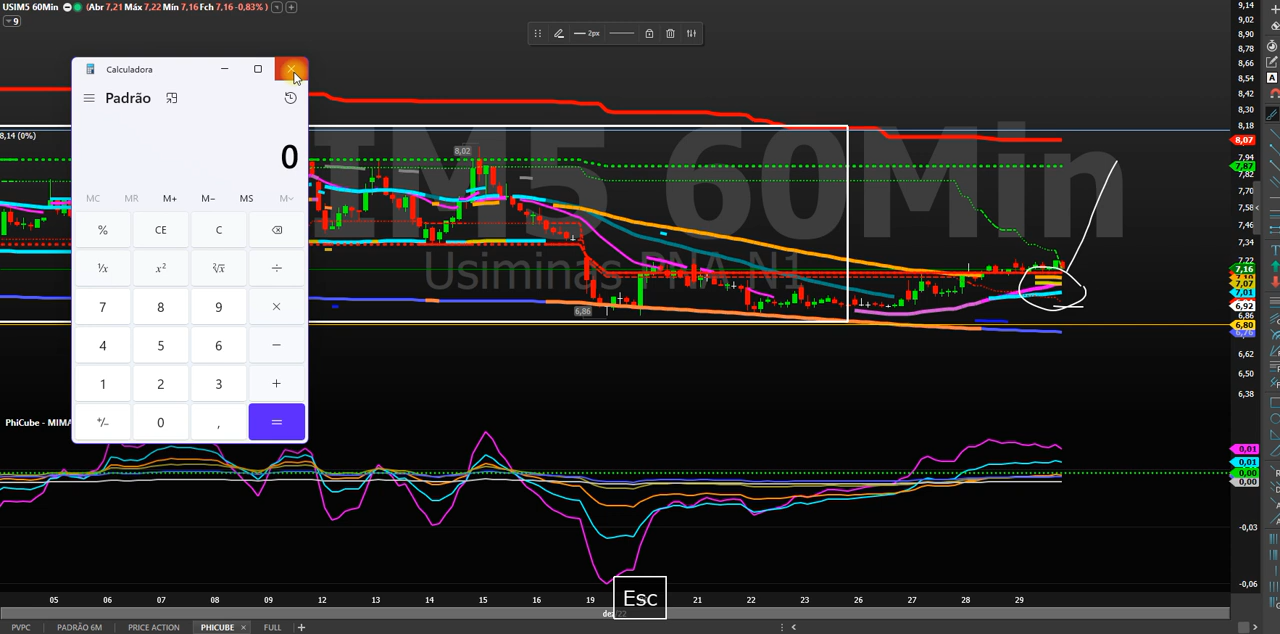 USIM5 60Min (Abr 7,21 Máx 7,22 Mín 7,16 Fch 7,16 -0,83% )
9
2px
Calculadora
Padrão
0
MC MR M+ M− MS M˅
% CE C
¹/x x² ²√x ÷
7 8 9 ×
4 5 6 −
1 2 3 +
+/− 0 , =
8,14 (0%)
60Min
Usiminas PNA N1
8,02
6,86
9,14
9,02
8,90
8,78
8,66
8,54
8,42
8,30
8,18
8,07
7,94
7,82
7,70
7,58
7,46
7,34
7,22
7,16
7,07
7,01
6,92
6,86
6,80
6,62
6,50
6,38
PhiCube - MIMA
0,01
0,01
0,00
0,00
-0,03
-0,06
05 06 07 08 09 12 13 14 15 16 19 21 22 23 26 27 28 29
Esc
PVPC PADRÃO 6M PRICE ACTION PHICUBE × FULL +